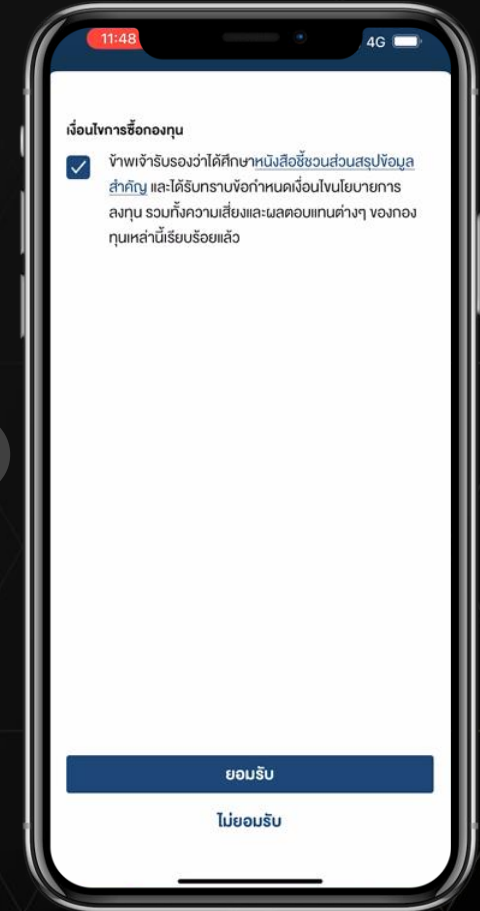 11:48
4G
เงื่อนไขการซื้อกองทุน
ข้าพเจ้ารับรองว่าได้ศึกษาหนังสือชี้ชวนส่วนสรุปข้อมูล
สำคัญ และได้รับทราบข้อกำหนดเงื่อนไขนโยบายการ
ลงทุน รวมทั้งความเสี่ยงและผลตอบแทนต่างๆ ของกอง
ทุนเหล่านี้เรียบร้อยแล้ว
ยอมรับ
ไม่ยอมรับ